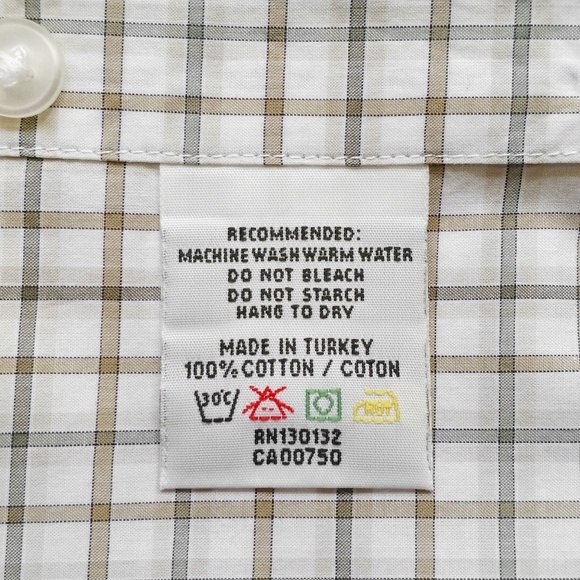 RECOMMENDED:
MACHINE WASH WARM WATER
DO NOT BLEACH
DO NOT STARCH
HANG TO DRY
MADE IN TURKEY
100% COTTON / COTON
30°C HOT
RN130132
CA00750